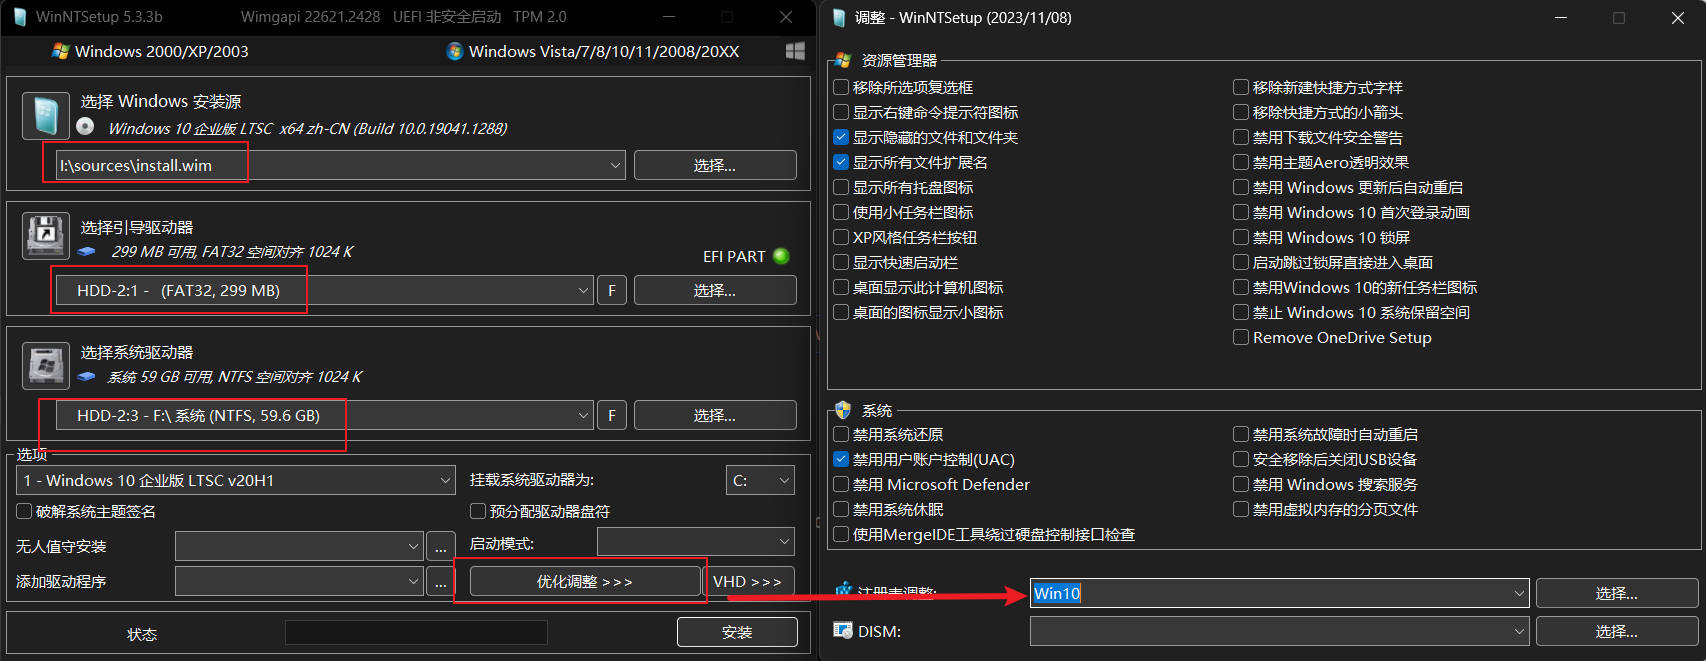 WinNTSetup 5.3.3b
Wimgapi 22621.2428 UEFI 非安全启动 TPM 2.0
Windows 2000/XP/2003
Windows Vista/7/8/10/11/2008/20XX
选择 Windows 安装源
Windows 10 企业版 LTSC x64 zh-CN (Build 10.0.19041.1288)
I:\sources\install.wim
选择...
选择引导驱动器
299 MB 可用, FAT32 空间对齐 1024 K
EFI PART
HDD-2:1 - (FAT32, 299 MB)
F
选择...
选择系统驱动器
系统 59 GB 可用, NTFS 空间对齐 1024 K
HDD-2:3 - F:\ 系统 (NTFS, 59.6 GB)
F
选择...
选项
1 - Windows 10 企业版 LTSC v20H1
挂载系统驱动器为:
C:
破解系统主题签名
预分配驱动器盘符
无人值守安装
...
启动模式:
添加驱动程序
...
优化调整 >>>
VHD >>>
状态
安装
调整 - WinNTSetup (2023/11/08)
资源管理器
移除所选项复选框
移除新建快捷方式字样
显示右键命令提示符图标
移除快捷方式的小箭头
显示隐藏的文件和文件夹
禁用下载文件安全警告
显示所有文件扩展名
禁用主题Aero透明效果
显示所有托盘图标
禁用 Windows 更新后自动重启
使用小任务栏图标
禁用 Windows 10 首次登录动画
XP风格任务栏按钮
禁用 Windows 10 锁屏
显示快速启动栏
启动跳过锁屏直接进入桌面
桌面显示此计算机图标
禁用Windows 10的新任务栏图标
桌面的图标显示小图标
禁止 Windows 10 系统保留空间
Remove OneDrive Setup
系统
禁用系统还原
禁用系统故障时自动重启
禁用用户账户控制(UAC)
安全移除后关闭USB设备
禁用 Microsoft Defender
禁用 Windows 搜索服务
禁用系统休眠
禁用虚拟内存的分页文件
使用MergeIDE工具绕过硬盘控制接口检查
注册表调整:
Win10
选择...
DISM:
选择...